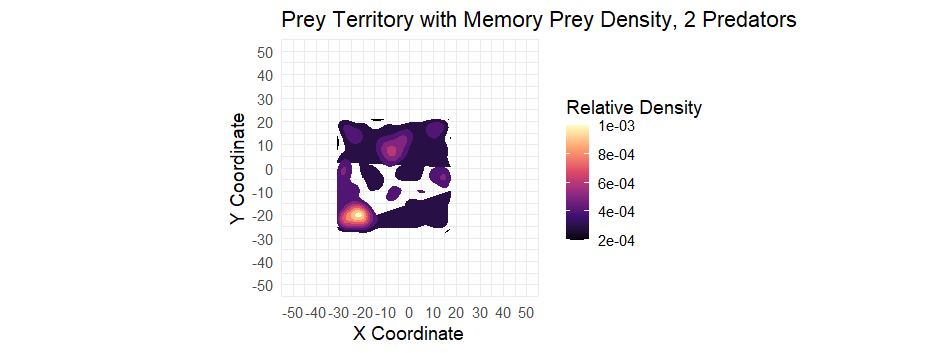 Prey Territory with Memory Prey Density, 2 Predators
50
40
30
20
10
0
-10
-20
-30
-40
-50
Y Coordinate
-50 -40 -30 -20 -10 0 10 20 30 40 50
X Coordinate
Relative Density
1e-03
8e-04
6e-04
4e-04
2e-04